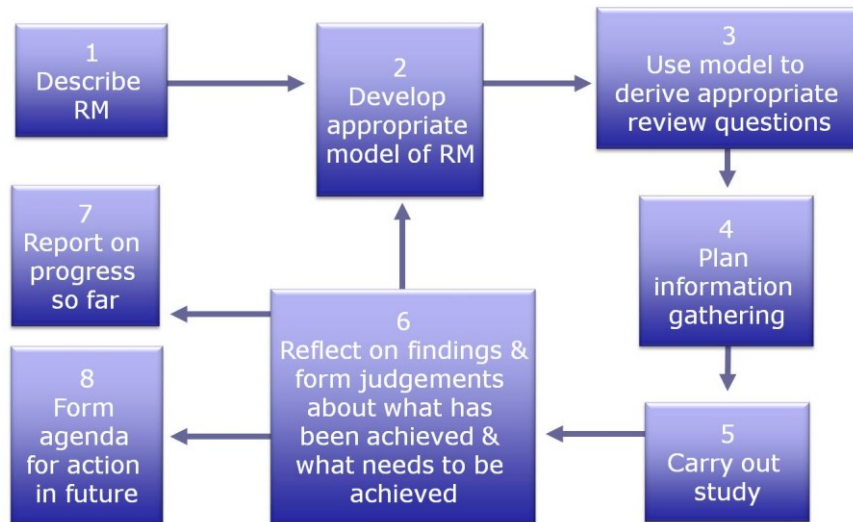 1
Describe
RM
2
Develop
appropriate
model of RM
3
Use model to
derive appropriate
review questions
4
Plan
information
gathering
5
Carry out
study
6
Reflect on findings &
form judgements
about what has
been achieved &
what needs to be
achieved
7
Report on
progress
so far
8
Form
agenda
for action
in future